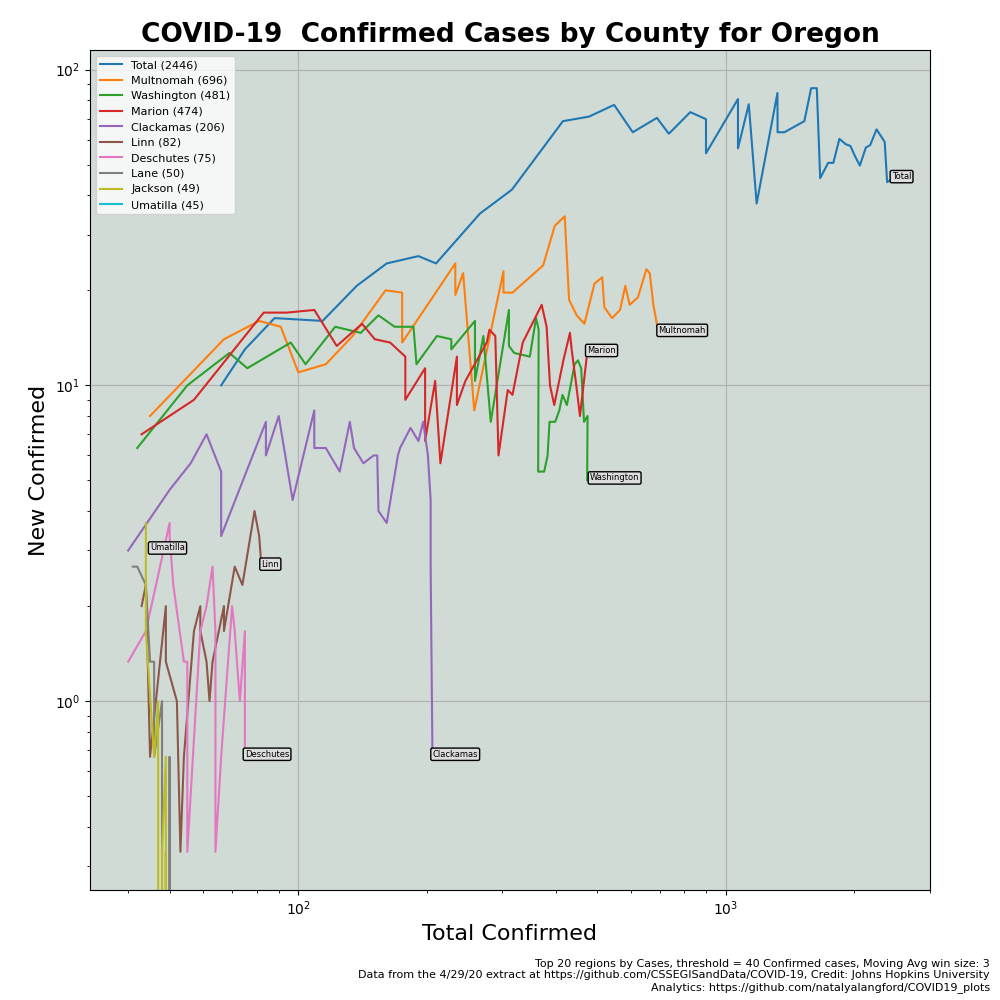 COVID-19  Confirmed Cases by County for Oregon
10²
Total (2446)
Multnomah (696)
Washington (481)
Marion (474)
Clackamas (206)
Linn (82)
Deschutes (75)
Lane (50)
Jackson (49)
Umatilla (45)
Total
Multnomah
Marion
10¹
Washington
New Confirmed
Umatilla
Linn
10⁰
Deschutes
Clackamas
10²
10³
Total Confirmed
Top 20 regions by Cases, threshold = 40 Confirmed cases, Moving Avg win size: 3
Data from the 4/29/20 extract at https://github.com/CSSEGISandData/COVID-19, Credit: Johns Hopkins University
Analytics: https://github.com/natalyalangford/COVID19_plots